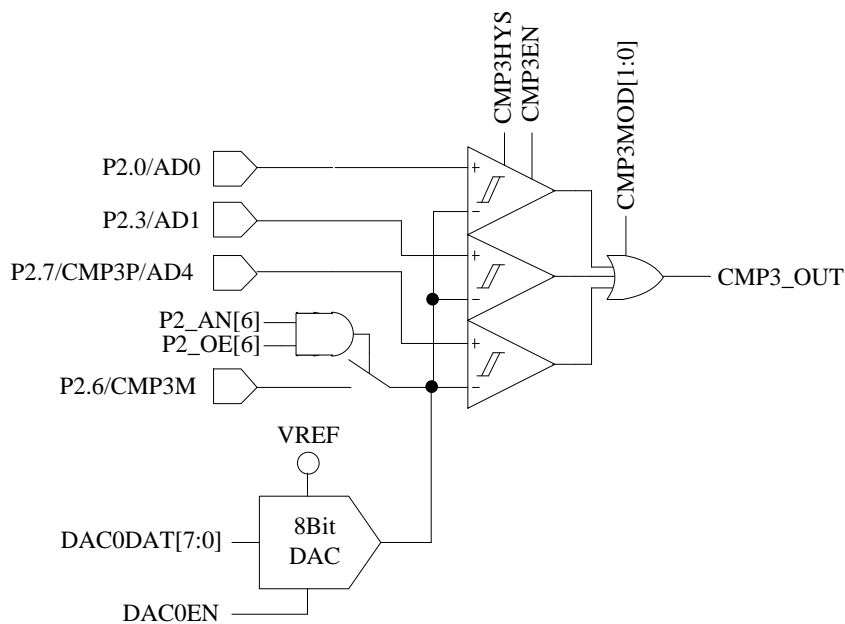 CMP3HYS
CMP3EN
CMP3MOD[1:0]
P2.0/AD0
+
−
P2.3/AD1
+
−
P2.7/CMP3P/AD4
+
−
CMP3_OUT
P2_AN[6]
P2_OE[6]
P2.6/CMP3M
VREF
8Bit
DAC
DAC0DAT[7:0]
DAC0EN